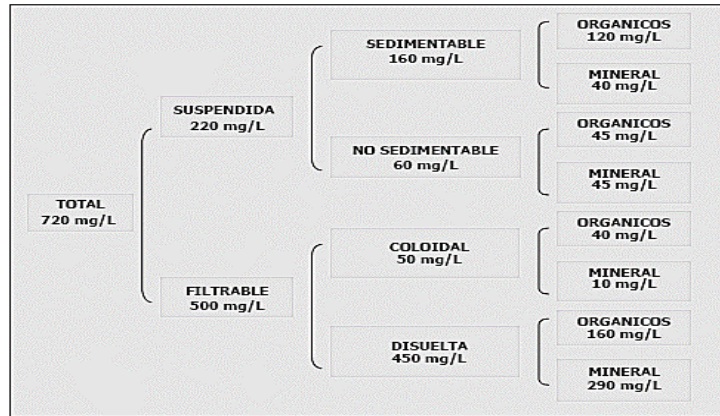 TOTAL
720 mg/L
SUSPENDIDA
220 mg/L
FILTRABLE
500 mg/L
SEDIMENTABLE
160 mg/L
NO SEDIMENTABLE
60 mg/L
COLOIDAL
50 mg/L
DISUELTA
450 mg/L
ORGANICOS
120 mg/L
MINERAL
40 mg/L
ORGANICOS
45 mg/L
MINERAL
45 mg/L
ORGANICOS
40 mg/L
MINERAL
10 mg/L
ORGANICOS
160 mg/L
MINERAL
290 mg/L